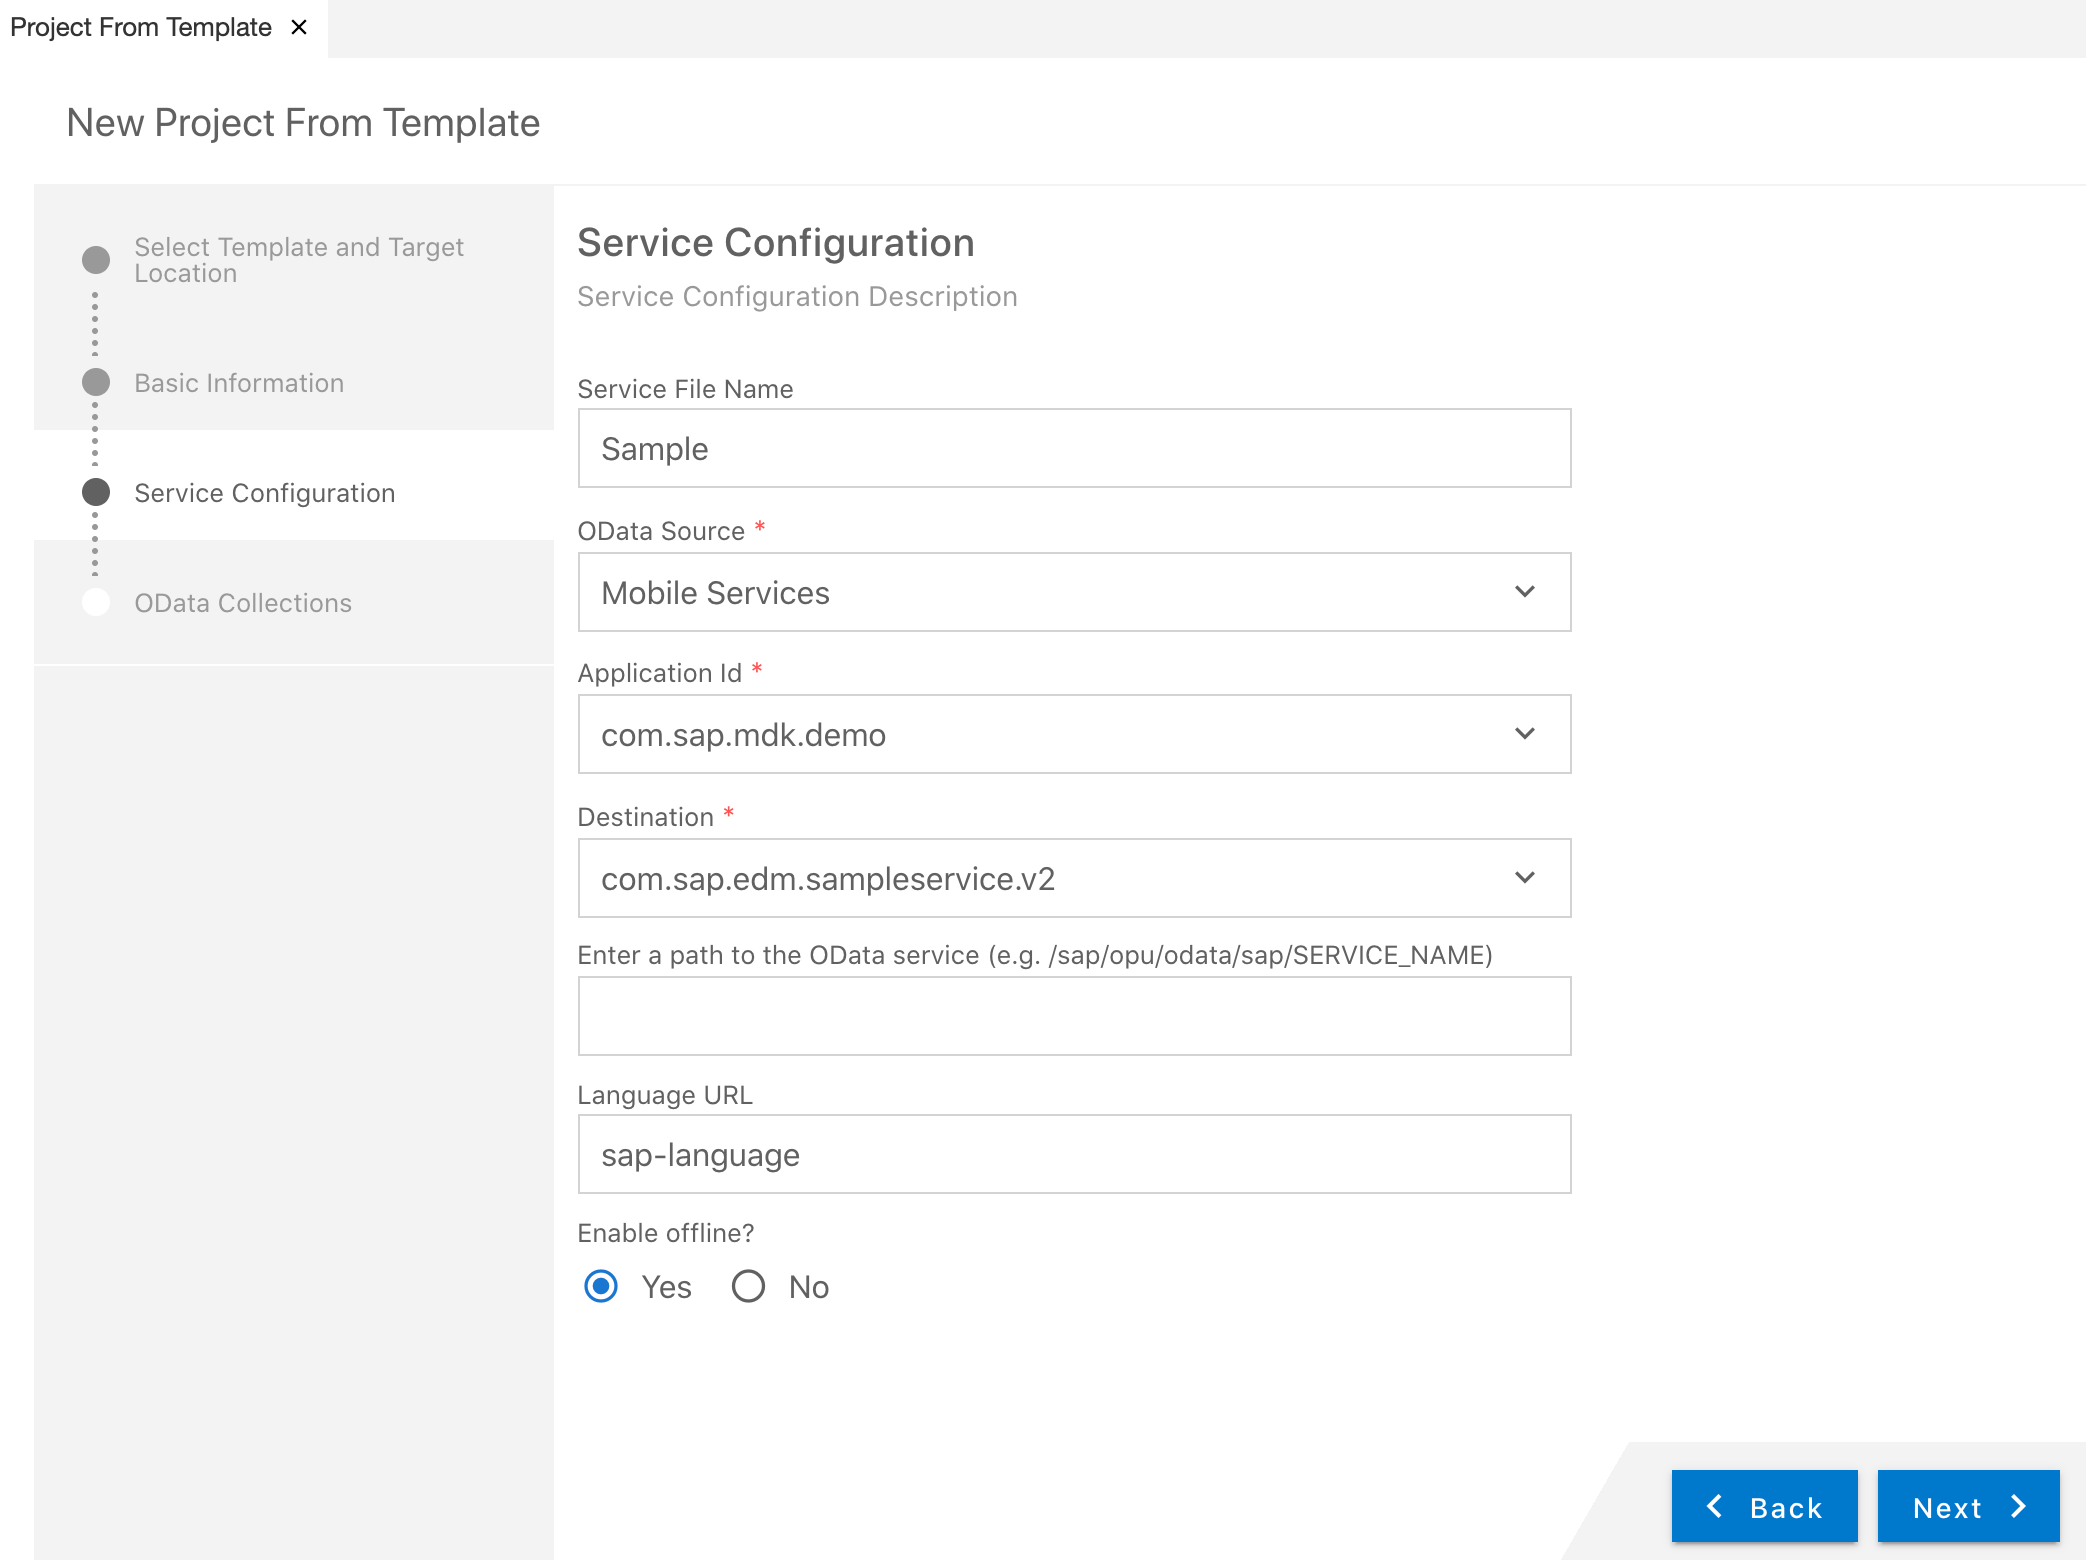 Project From Template
New Project From Template
Select Template and Target
Location
Basic Information
Service Configuration
OData Collections
Service Configuration
Service Configuration Description
Service File Name
Sample
OData Source *
Mobile Services
Application Id *
com.sap.mdk.demo
Destination *
com.sap.edm.sampleservice.v2
Enter a path to the OData service (e.g. /sap/opu/odata/sap/SERVICE_NAME)
Language URL
sap-language
Enable offline?
Yes No
Back Next